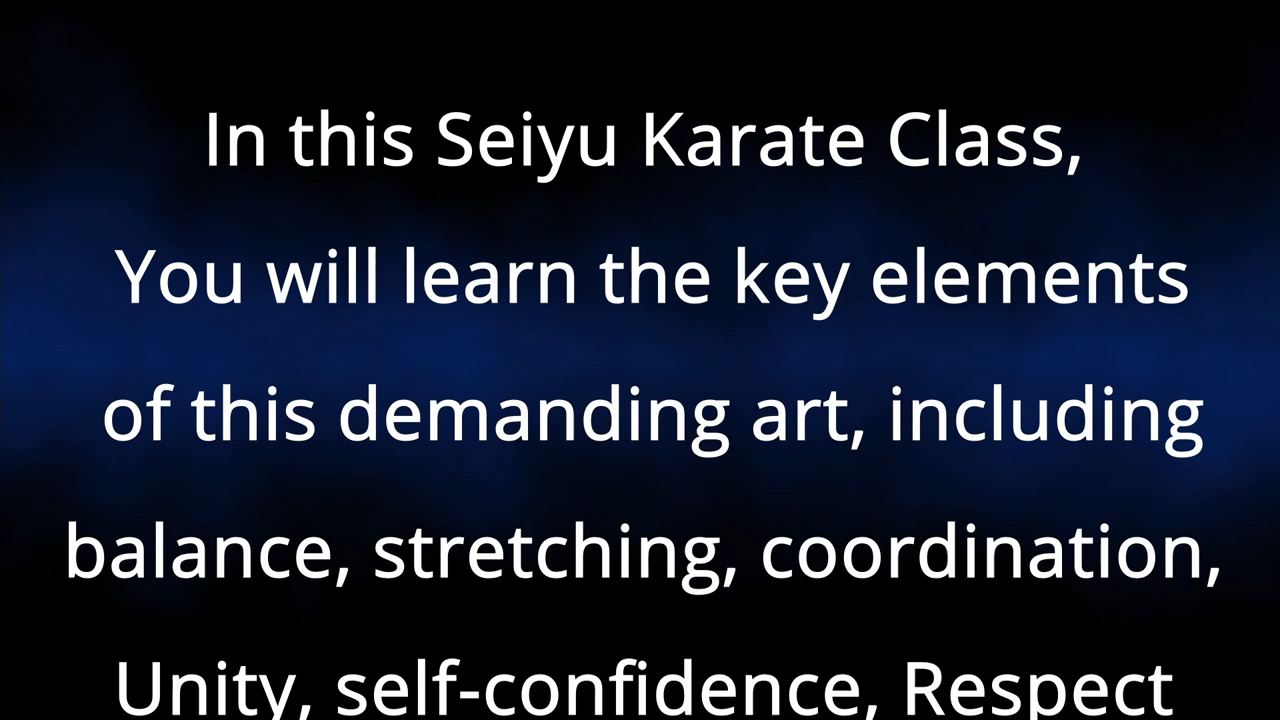 In this Seiyu Karate Class,
You will learn the key elements
of this demanding art, including
balance, stretching, coordination,
Unity, self-confidence, Respect